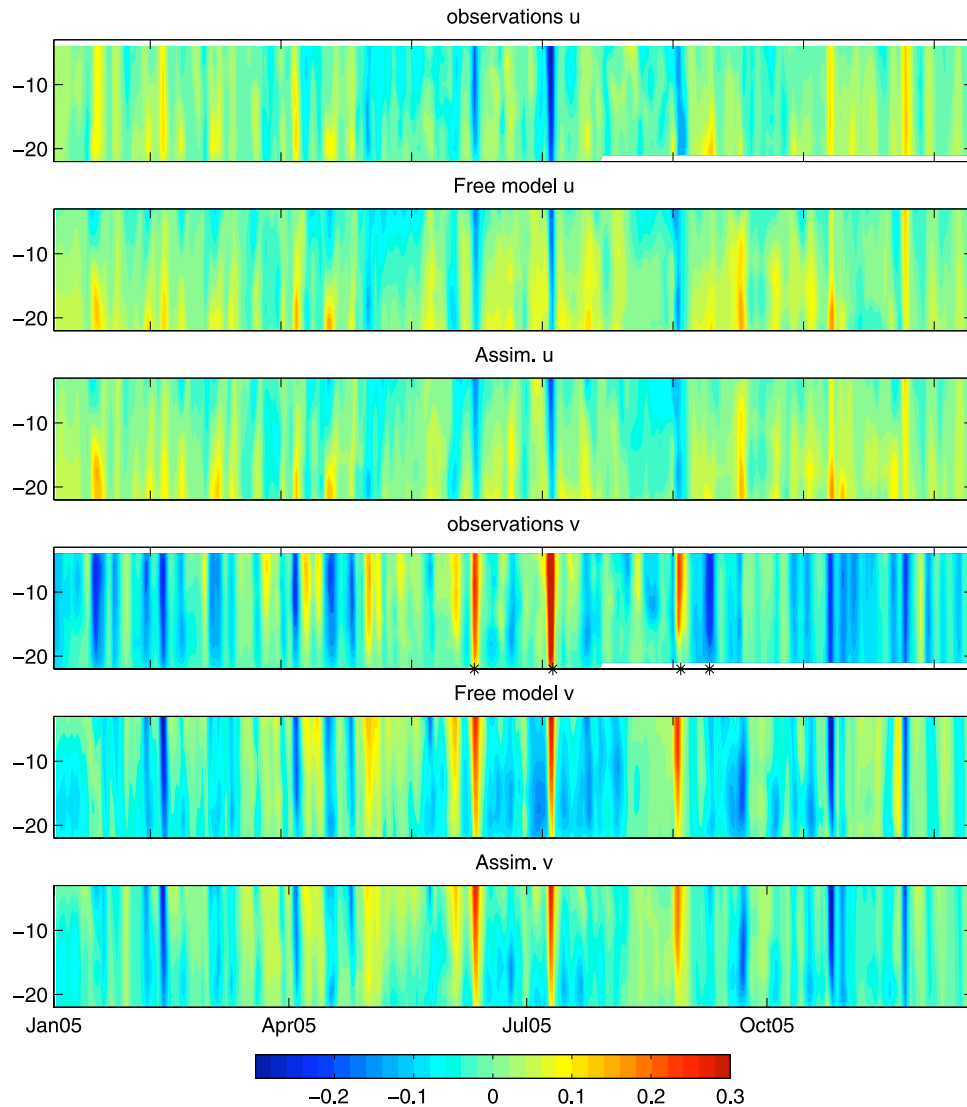 observations u
−10
−20
Free model u
−10
−20
Assim. u
−10
−20
observations v
−10
−20
* * * *
Free model v
−10
−20
Assim. v
−10
−20
Jan05 Apr05 Jul05 Oct05
−0.2 −0.1 0 0.1 0.2 0.3